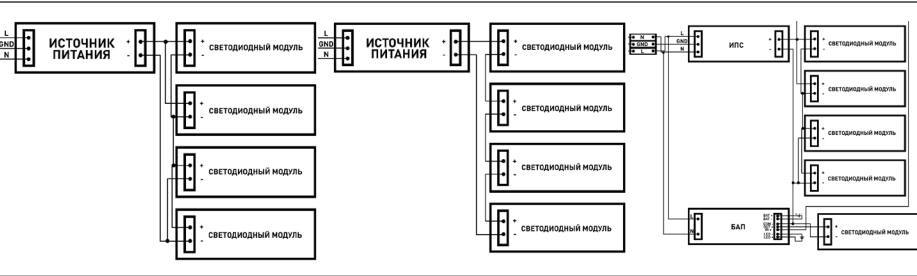 L
GND
N
ИСТОЧНИК
ПИТАНИЯ
+
-
СВЕТОДИОДНЫЙ МОДУЛЬ
+
-
СВЕТОДИОДНЫЙ МОДУЛЬ
+
-
СВЕТОДИОДНЫЙ МОДУЛЬ
+
-
СВЕТОДИОДНЫЙ МОДУЛЬ
+
-
L
GND
N
ИСТОЧНИК
ПИТАНИЯ
+
-
СВЕТОДИОДНЫЙ МОДУЛЬ
+
-
СВЕТОДИОДНЫЙ МОДУЛЬ
+
-
СВЕТОДИОДНЫЙ МОДУЛЬ
+
-
СВЕТОДИОДНЫЙ МОДУЛЬ
+
-
N
GND
L
L
GND
N
ИПС
+
-
СВЕТОДИОДНЫЙ МОДУЛЬ
+
-
СВЕТОДИОДНЫЙ МОДУЛЬ
+
-
СВЕТОДИОДНЫЙ МОДУЛЬ
+
-
СВЕТОДИОДНЫЙ МОДУЛЬ
+
-
L
N
БАП
СВЕТОДИОДНЫЙ МОДУЛЬ
+
-